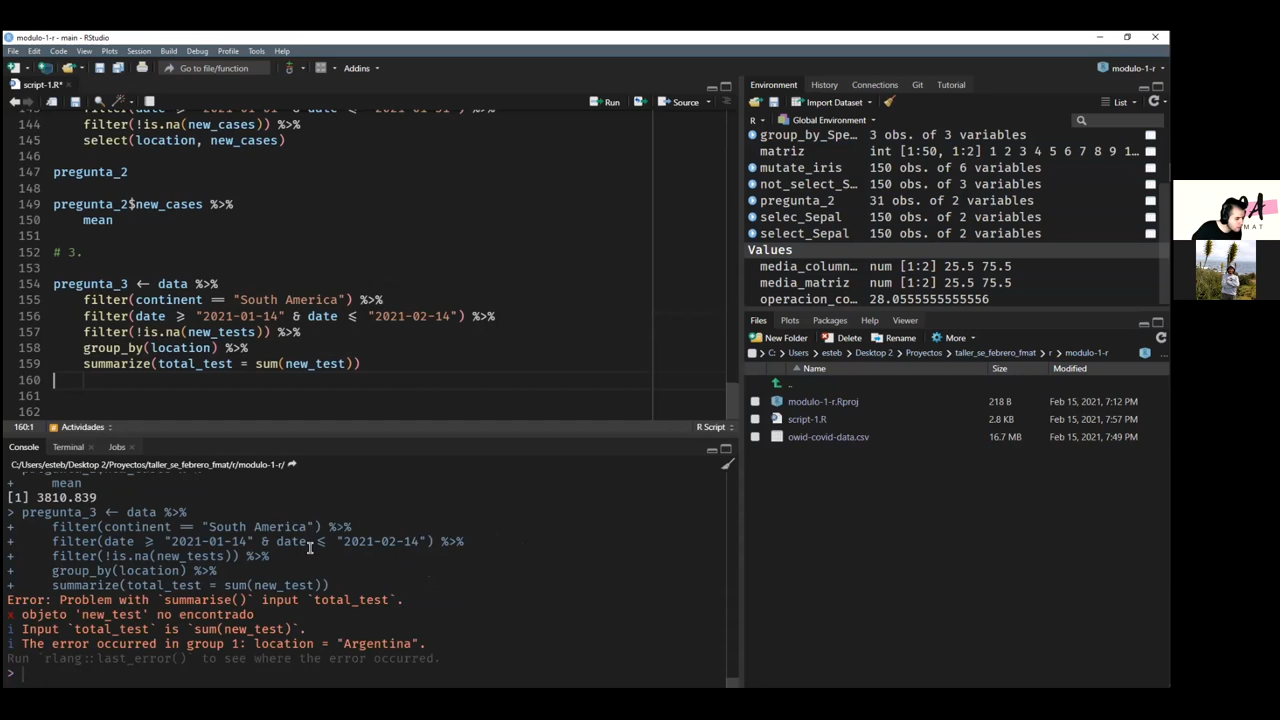 modulo-1-r - main - RStudio
File Edit Code View Plots Session Build Debug Profile Tools Help
Go to file/function Addins modulo-1-r
script-1.R*
Run Source
144 filter(!is.na(new_cases)) %>%
145 select(location, new_cases)
146
147 pregunta_2
148
149 pregunta_2$new_cases %>%
150 mean
151
152 # 3.
153
154 pregunta_3 <- data %>%
155 filter(continent == "South America") %>%
156 filter(date >= "2021-01-14" & date <= "2021-02-14") %>%
157 filter(!is.na(new_tests)) %>%
158 group_by(location) %>%
159 summarize(total_test = sum(new_test))
160
161
162
160:1 Actividades R Script
Console Terminal Jobs
C:/Users/esteb/Desktop 2/Proyectos/taller_se_febrero_fmat/r/modulo-1-r/
+ mean
[1] 3810.839
> pregunta_3 <- data %>%
+ filter(continent == "South America") %>%
+ filter(date >= "2021-01-14" & date <= "2021-02-14") %>%
+ filter(!is.na(new_tests)) %>%
+ group_by(location) %>%
+ summarize(total_test = sum(new_test))
Error: Problem with `summarise()` input `total_test`.
x objeto 'new_test' no encontrado
i Input `total_test` is `sum(new_test)`.
i The error occurred in group 1: location = "Argentina".
Run `rlang::last_error()` to see where the error occurred.
>
Environment History Connections Git Tutorial
Import Dataset List
R Global Environment
group_by_Spe… 3 obs. of 3 variables
matriz int [1:50, 1:2] 1 2 3 4 5 6 7 8 9 1…
mutate_iris 150 obs. of 6 variables
not_select_S… 150 obs. of 3 variables
pregunta_2 31 obs. of 2 variables
selec_Sepal 150 obs. of 2 variables
select_Sepal 150 obs. of 2 variables
Values
media_column… num [1:2] 25.5 75.5
media_matriz num [1:2] 25.5 75.5
operacion_co… 28.0555555555556
Files Plots Packages Help Viewer
New Folder Delete Rename More
C: Users esteb Desktop 2 Proyectos taller_se_febrero_fmat r modulo-1-r
Name Size Modified
..
modulo-1-r.Rproj 218 B Feb 15, 2021, 7:12 PM
script-1.R 2.8 KB Feb 15, 2021, 7:57 PM
owid-covid-data.csv 16.7 MB Feb 15, 2021, 7:49 PM